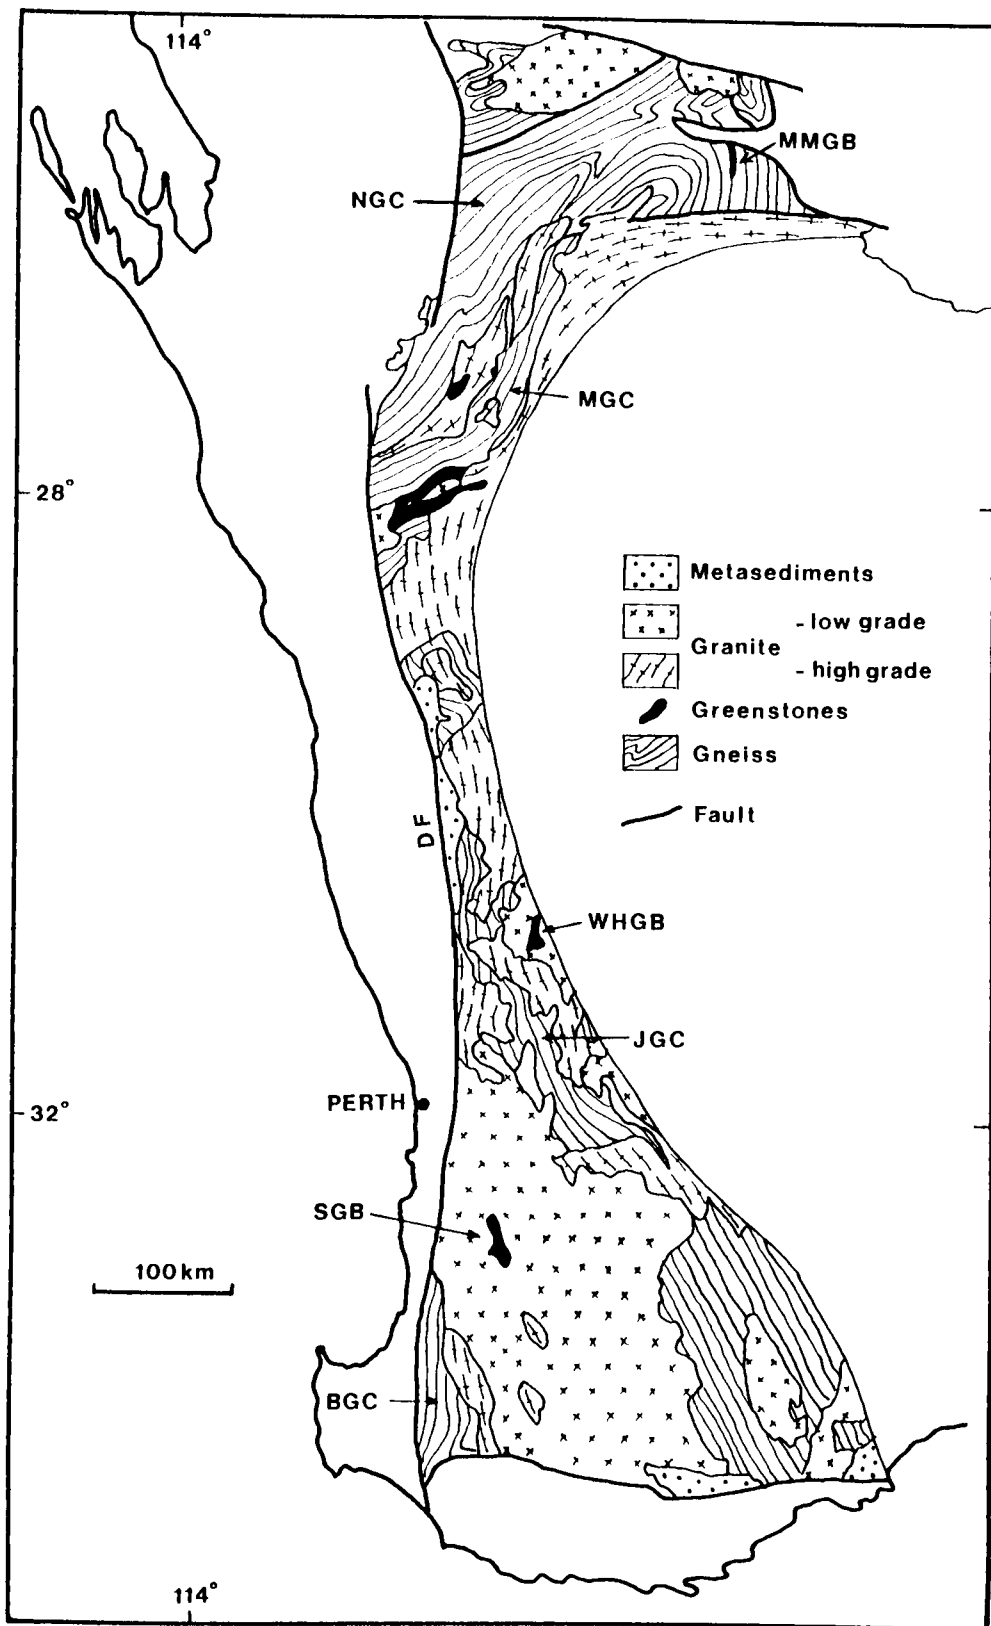 114°
MMGB
NGC
MGC
28°
Metasediments
- low grade
Granite
- high grade
Greenstones
Gneiss
Fault
DF
WHGB
JGC
PERTH
32°
SGB
100 km
BGC
114°